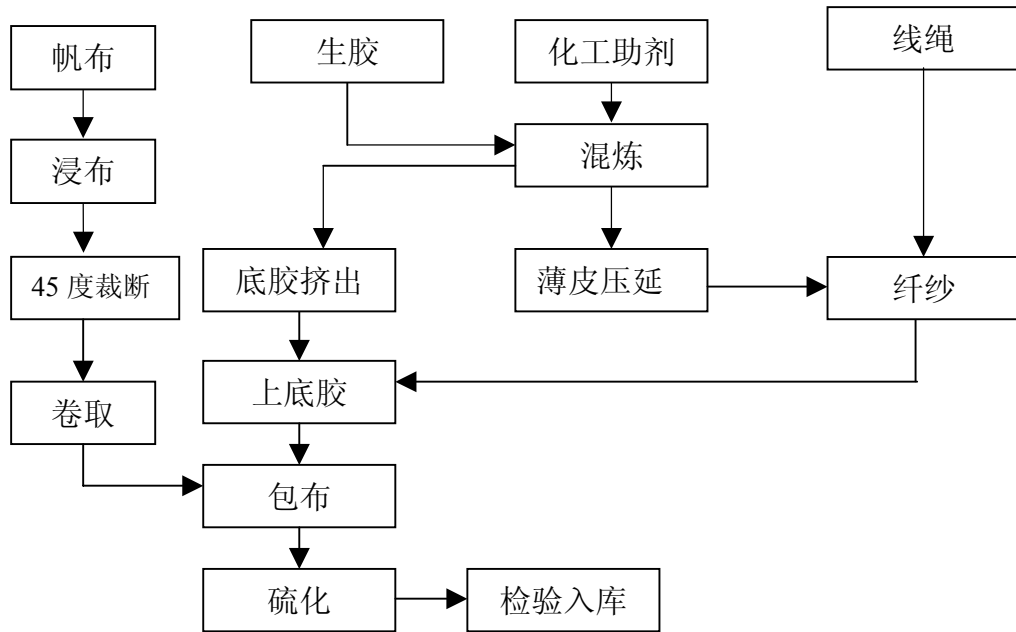 帆布
生胶
化工助剂
线绳
浸布
混炼
45 度裁断
底胶挤出
薄皮压延
纤纱
卷取
上底胶
包布
硫化
检验入库